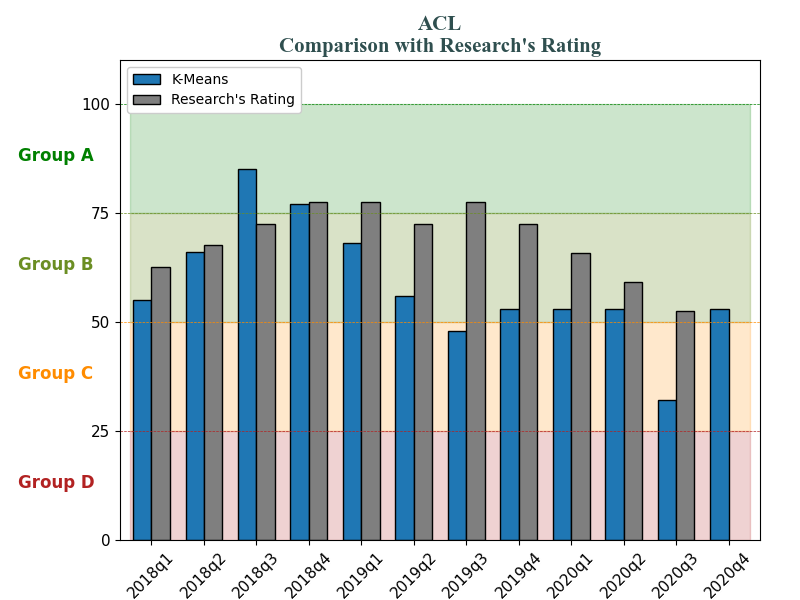 ACL
Comparison with Research's Rating
K-Means
Research's Rating
100
Group A
75
Group B
50
Group C
25
Group D
0
2018q1 2018q2 2018q3 2018q4 2019q1 2019q2 2019q3 2019q4 2020q1 2020q2 2020q3 2020q4